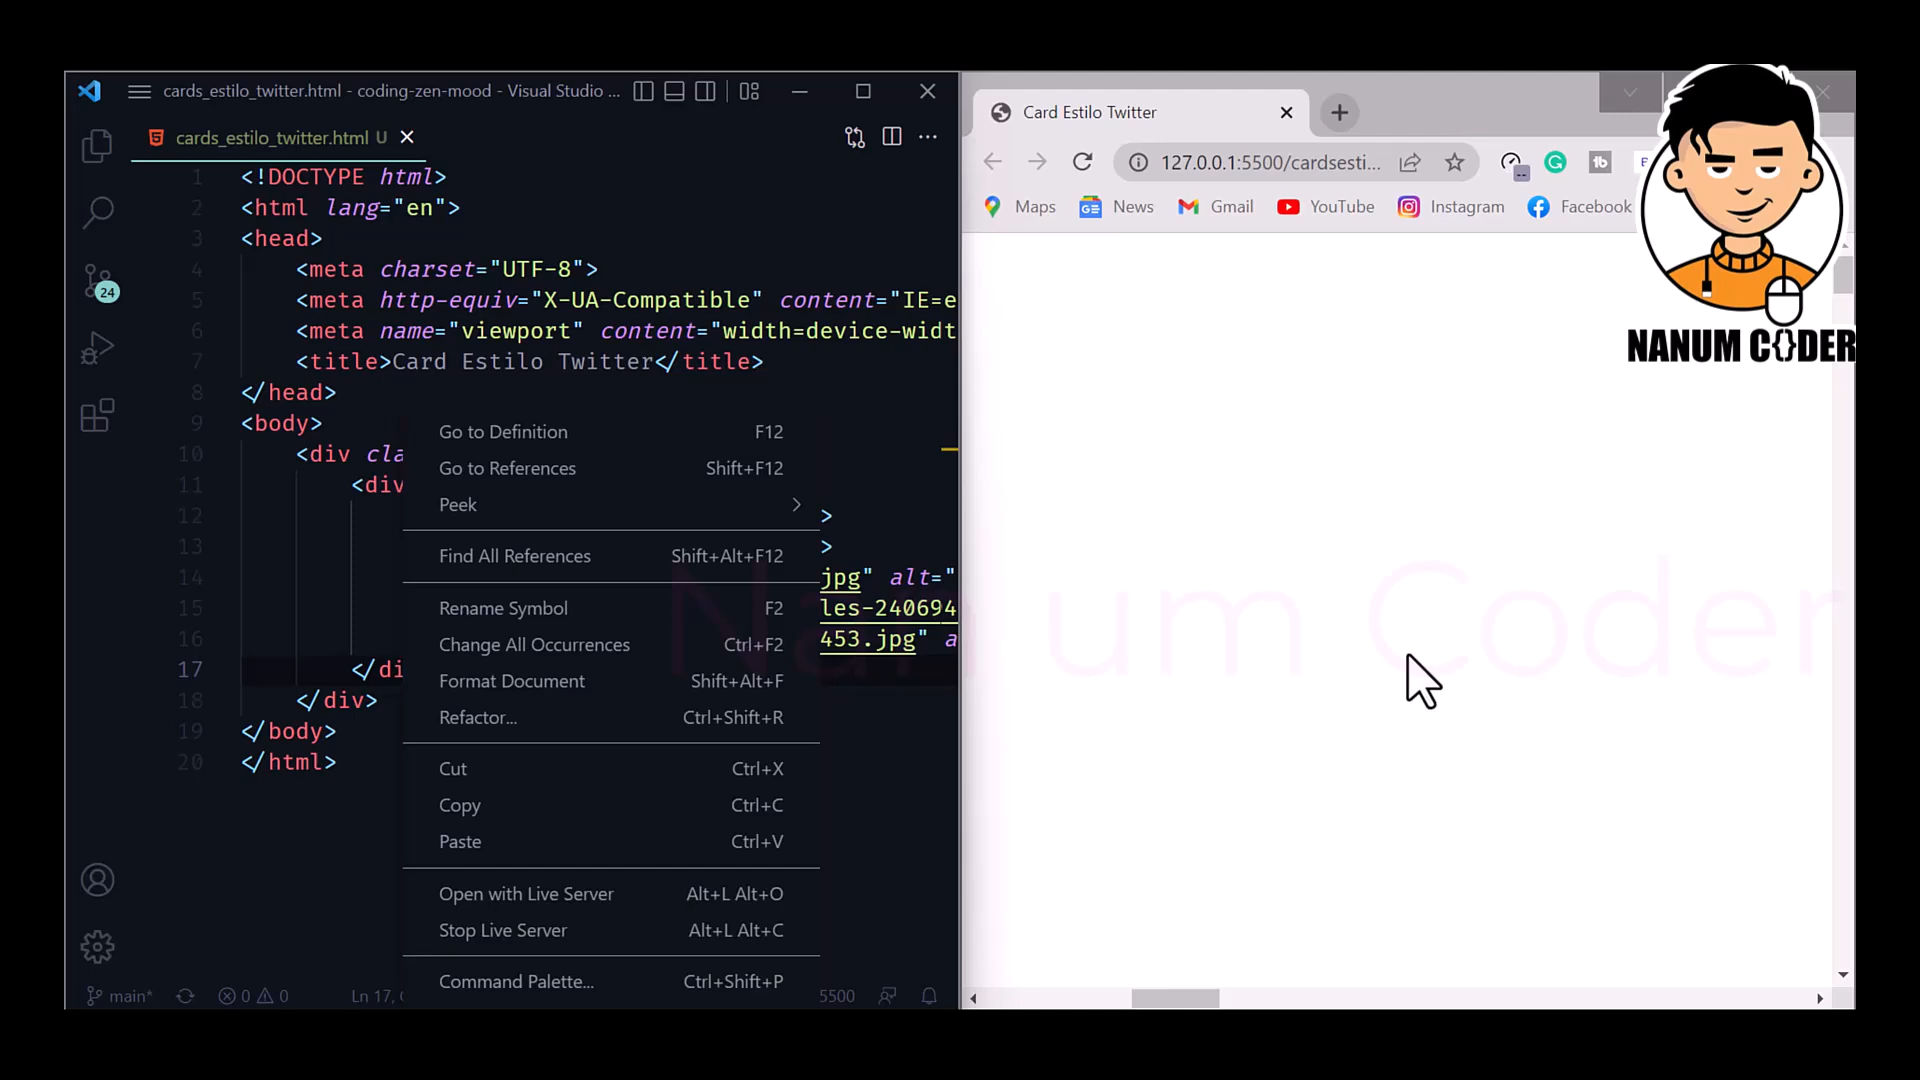 cards_estilo_twitter.html - coding-zen-mood - Visual Studio ...
cards_estilo_twitter.html U
24
1 <!DOCTYPE html>
2 <html lang="en">
3 <head>
4 <meta charset="UTF-8">
5 <meta http-equiv="X-UA-Compatible" content="IE=e
6 <meta name="viewport" content="width=device-widt
7 <title>Card Estilo Twitter</title>
8 </head>
9 <body>
10 <div cla
11 <div
12 >
13 >
14 jpg" alt="
15 les-240694
16 453.jpg" a
17 </di
18 </div>
19 </body>
20 </html>
Go to Definition F12
Go to References Shift+F12
Peek
Find All References Shift+Alt+F12
Rename Symbol F2
Change All Occurrences Ctrl+F2
Format Document Shift+Alt+F
Refactor... Ctrl+Shift+R
Cut Ctrl+X
Copy Ctrl+C
Paste Ctrl+V
Open with Live Server Alt+L Alt+O
Stop Live Server Alt+L Alt+C
Command Palette... Ctrl+Shift+P
main* 0 0 Ln 17, 5500
Card Estilo Twitter
127.0.0.1:5500/cardsesti...
Maps News Gmail YouTube Instagram Facebook
NANUM C{}DER
Nanum Coder